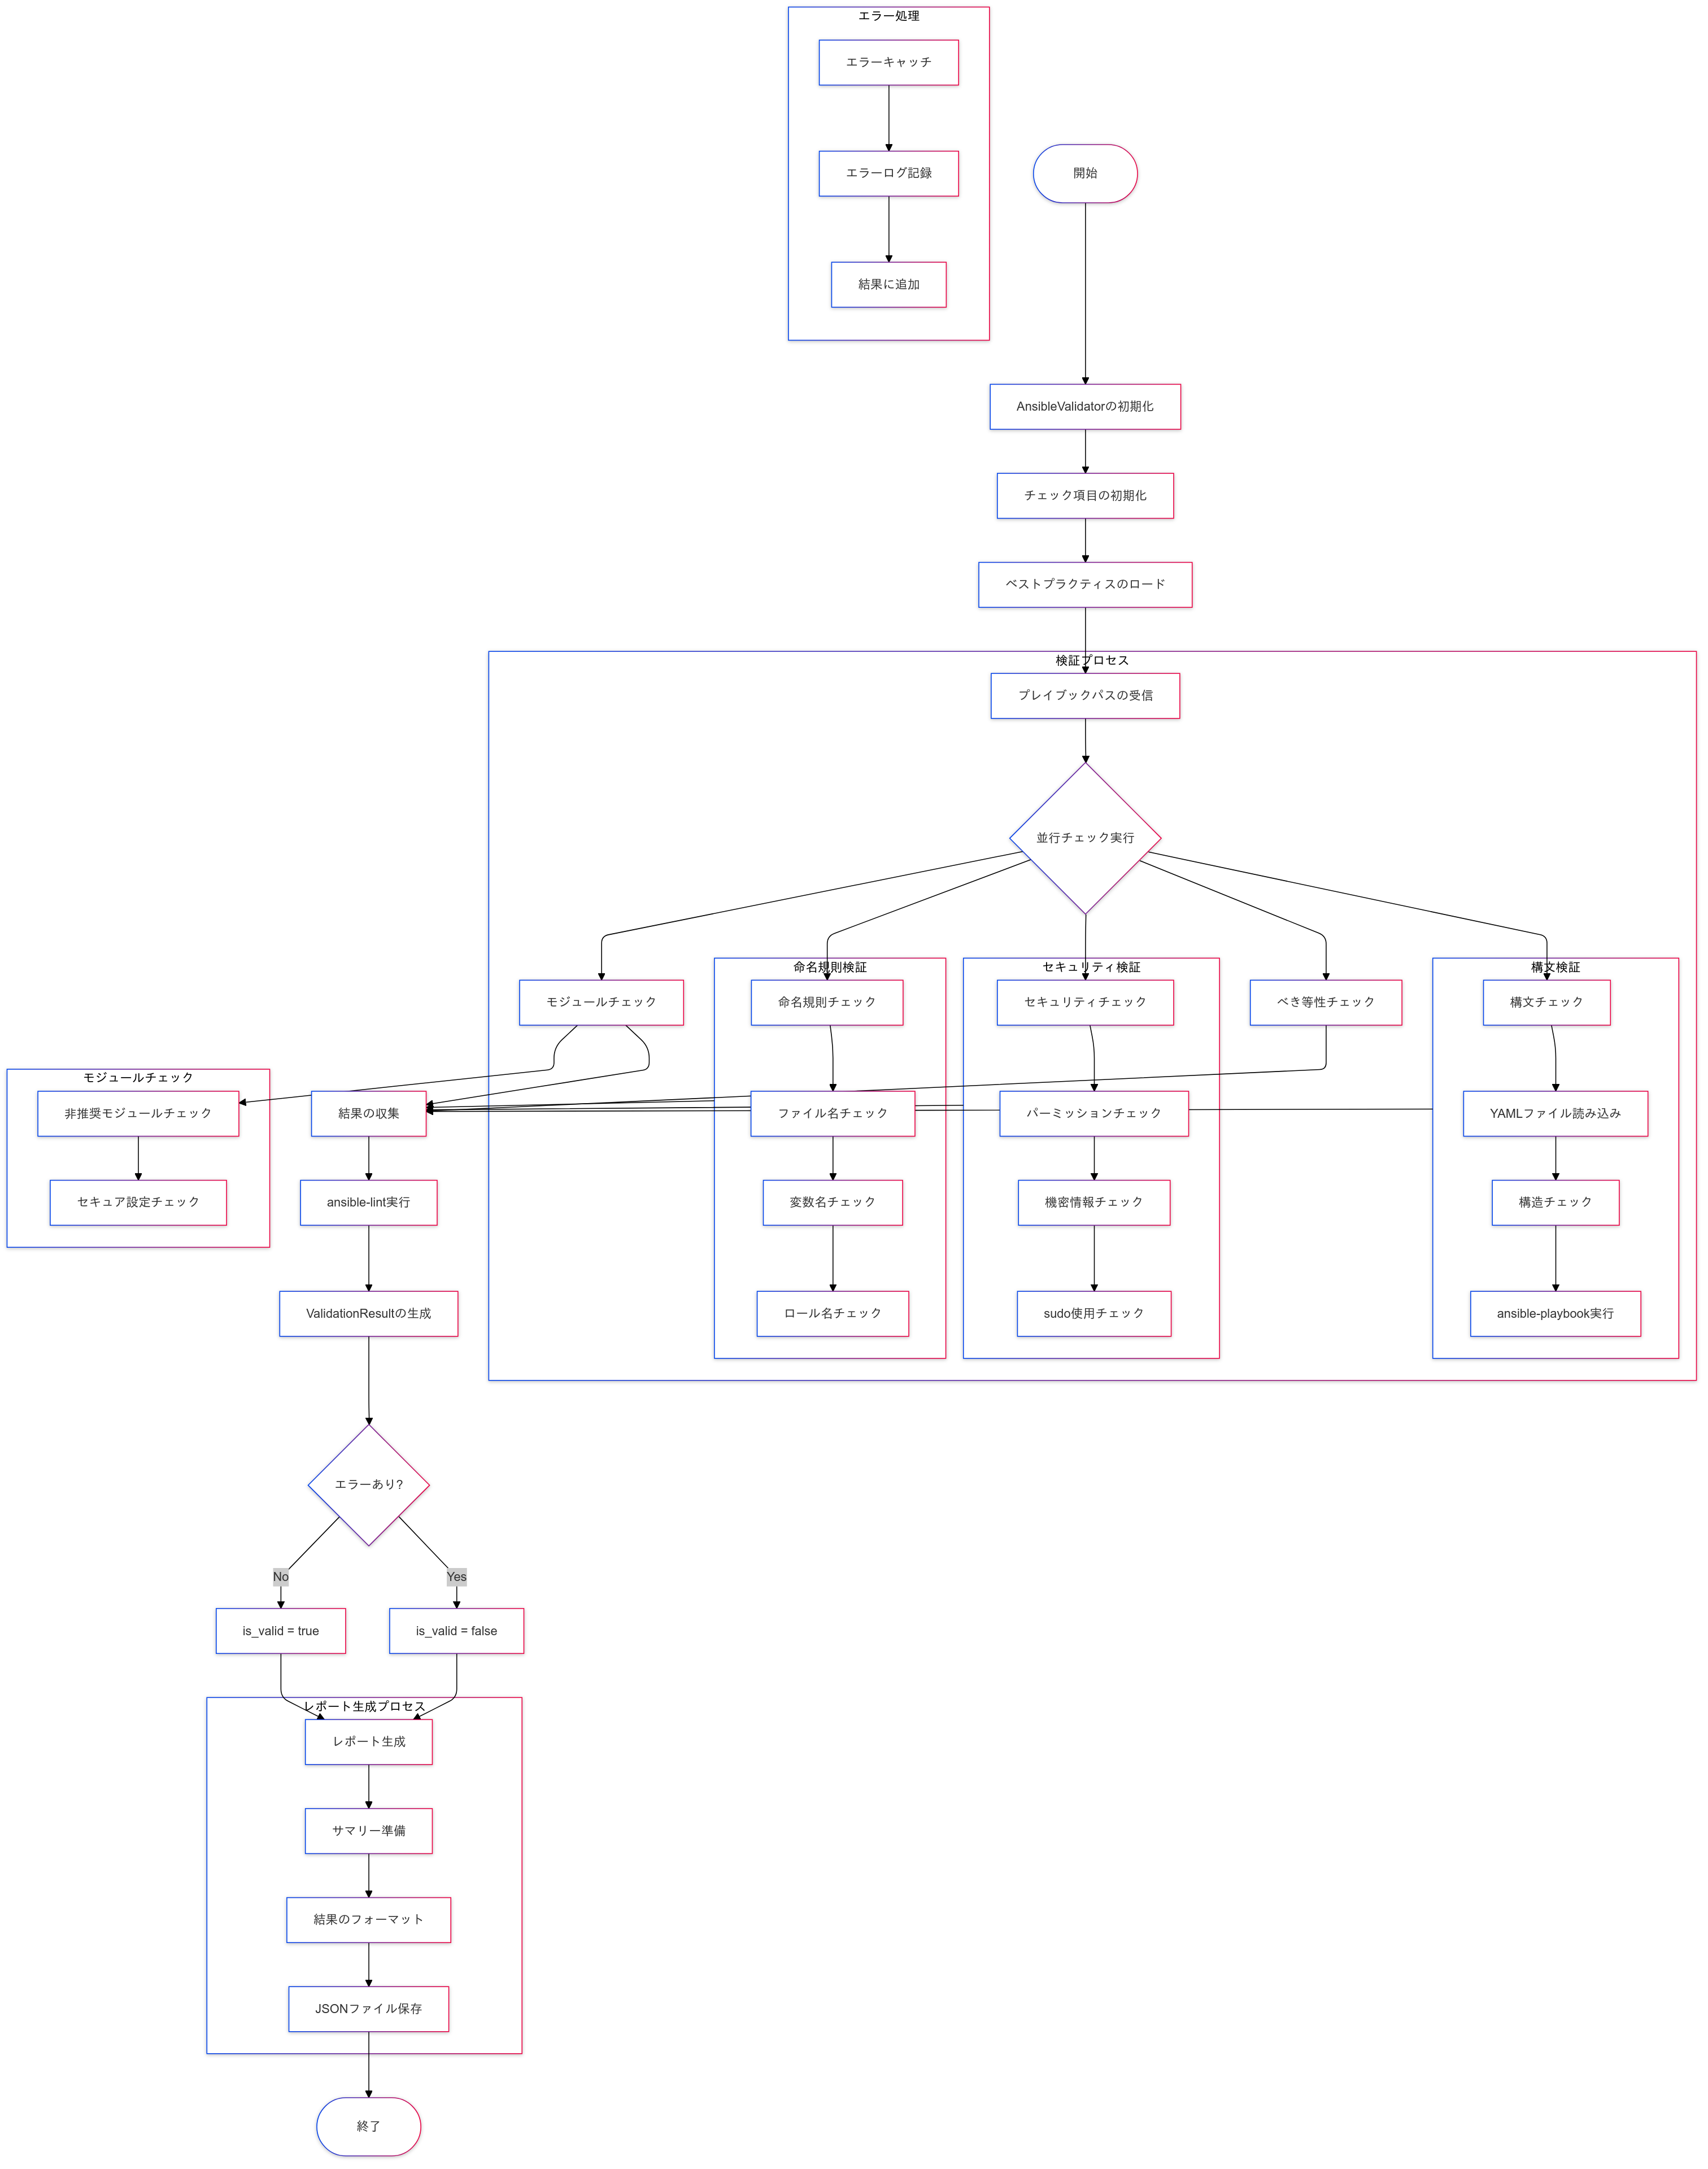 エラー処理
エラーキャッチ
エラーログ記録
結果に追加
開始
AnsibleValidatorの初期化
チェック項目の初期化
ベストプラクティスのロード
検証プロセス
プレイブックパスの受信
並行チェック実行
モジュールチェック
命名規則検証
命名規則チェック
セキュリティ検証
セキュリティチェック
べき等性チェック
構文検証
構文チェック
モジュールチェック
非推奨モジュールチェック
セキュア設定チェック
結果の収集
ansible-lint実行
ValidationResultの生成
ファイル名チェック
変数名チェック
ロール名チェック
パーミッションチェック
機密情報チェック
sudo使用チェック
YAMLファイル読み込み
構造チェック
ansible-playbook実行
エラーあり?
No
Yes
is_valid = true
is_valid = false
レポート生成プロセス
レポート生成
サマリー準備
結果のフォーマット
JSONファイル保存
終了